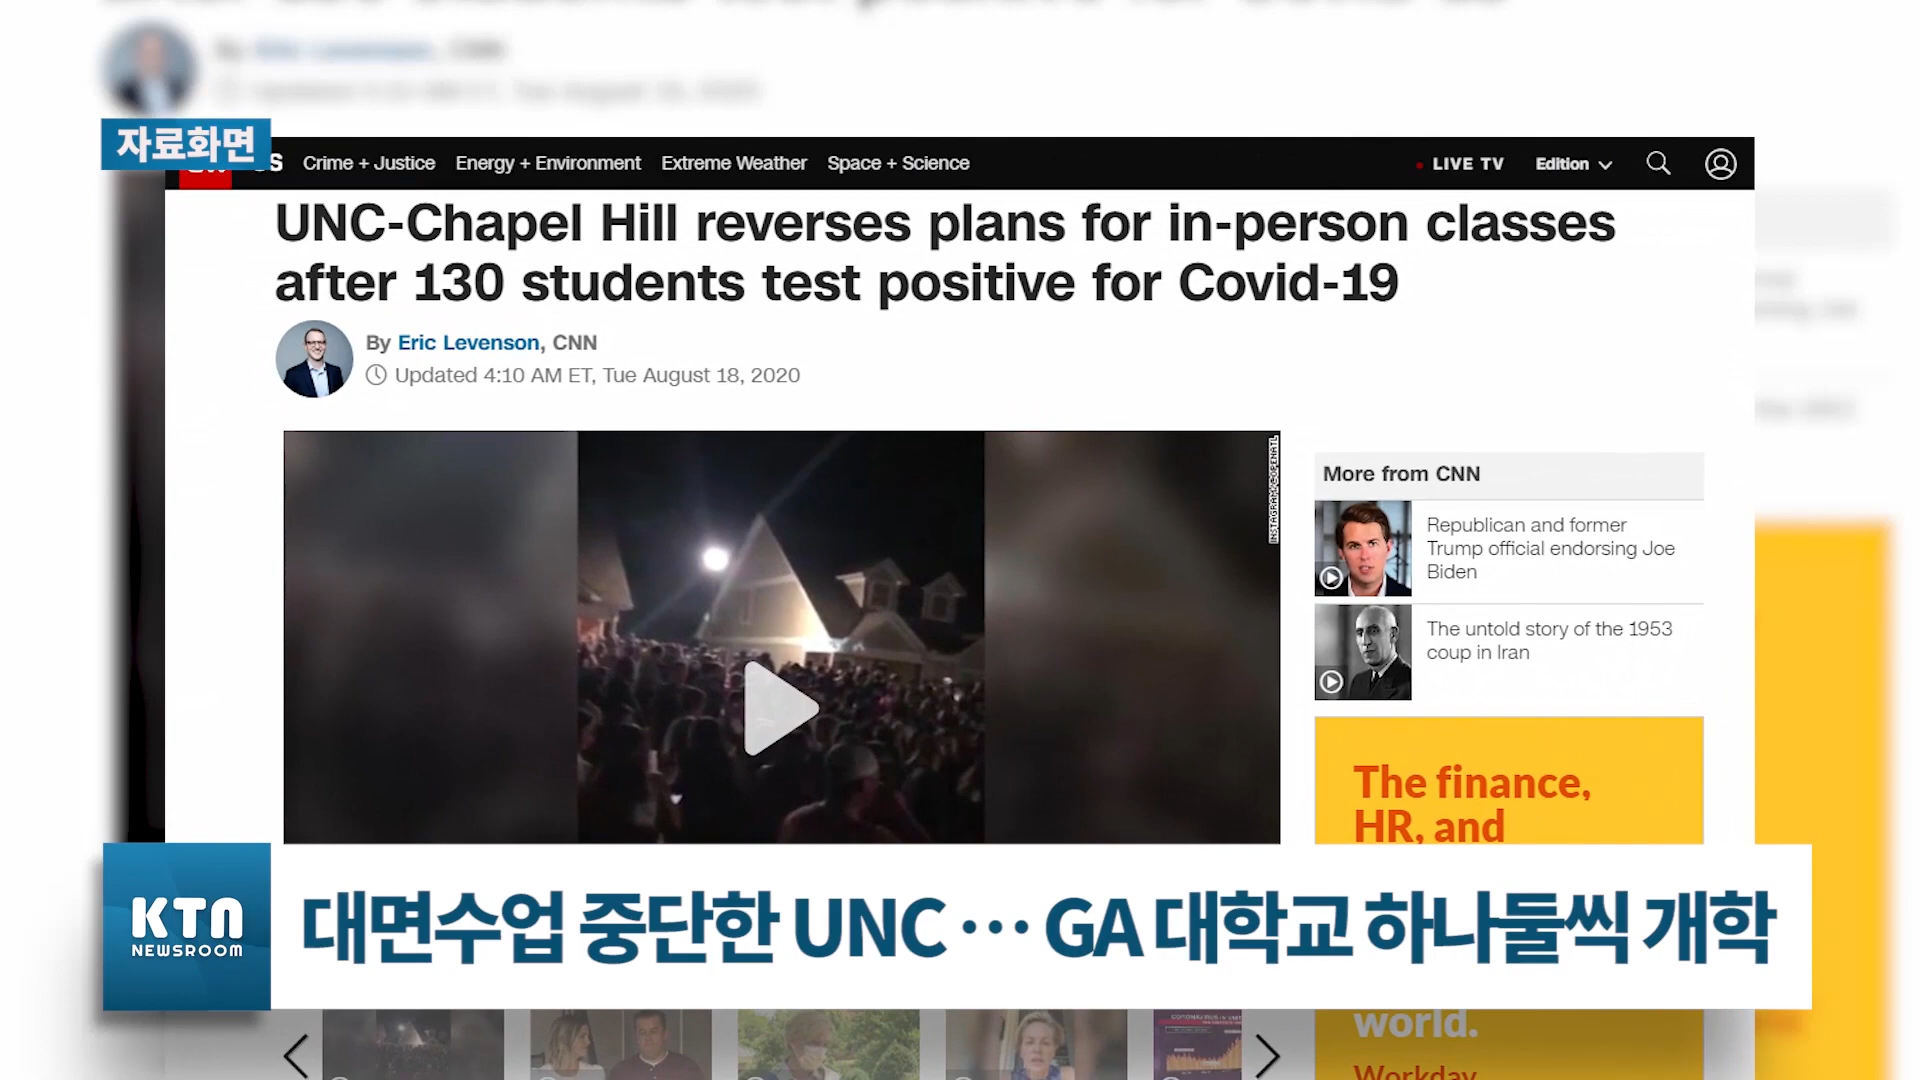 자료화면
Crime + Justice Energy + Environment Extreme Weather Space + Science LIVE TV Edition
UNC-Chapel Hill reverses plans for in-person classes
after 130 students test positive for Covid-19
By Eric Levenson, CNN
Updated 4:10 AM ET, Tue August 18, 2020
INSTAGRAM/@OPENATL
More from CNN
Republican and former
Trump official endorsing Joe
Biden
The untold story of the 1953
coup in Iran
The finance,
HR, and
KTN
NEWSROOM
대면수업 중단한 UNC … GA 대학교 하나둘씩 개학
world.
Workday